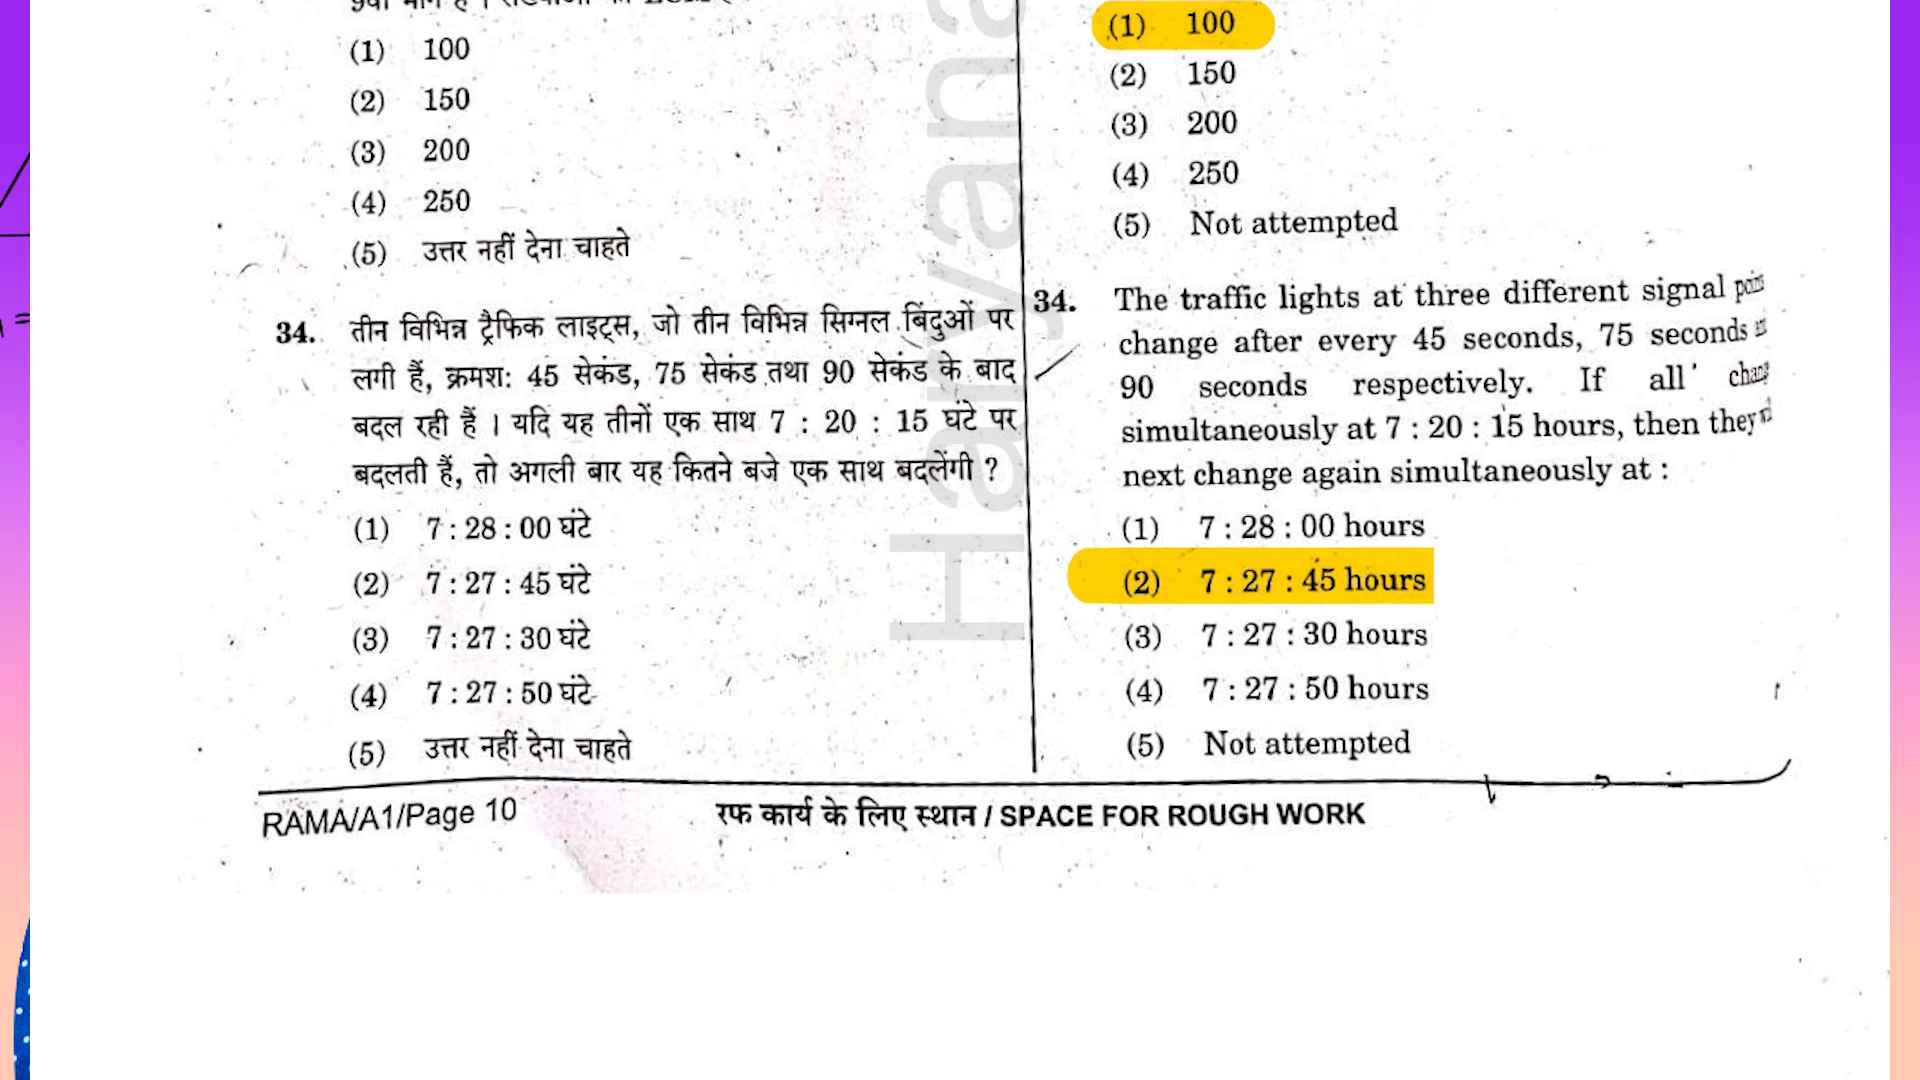 (1) 100
(2) 150
(3) 200
(4) 250
(5) उत्तर नहीं देना चाहते
34. तीन विभिन्न ट्रैफिक लाइट्स, जो तीन विभिन्न सिग्नल बिंदुओं पर
लगी हैं, क्रमश: 45 सेकंड, 75 सेकंड तथा 90 सेकंड के बाद
बदल रही हैं । यदि यह तीनों एक साथ 7 : 20 : 15 घंटे पर
बदलती हैं, तो अगली बार यह कितने बजे एक साथ बदलेंगी ?
(1) 7 : 28 : 00 घंटे
(2) 7 : 27 : 45 घंटे
(3) 7 : 27 : 30 घंटे
(4) 7 : 27 : 50 घंटे
(5) उत्तर नहीं देना चाहते
(1) 100
(2) 150
(3) 200
(4) 250
(5) Not attempted
34. The traffic lights at three different signal
change after every 45 seconds, 75 seconds
90 seconds respectively. If all
simultaneously at 7 : 20 : 15 hours, then they
next change again simultaneously at :
(1) 7 : 28 : 00 hours
(2) 7 : 27 : 45 hours
(3) 7 : 27 : 30 hours
(4) 7 : 27 : 50 hours
(5) Not attempted
RAMA/A1/Page 10
रफ कार्य के लिए स्थान / SPACE FOR ROUGH WORK
Haryana